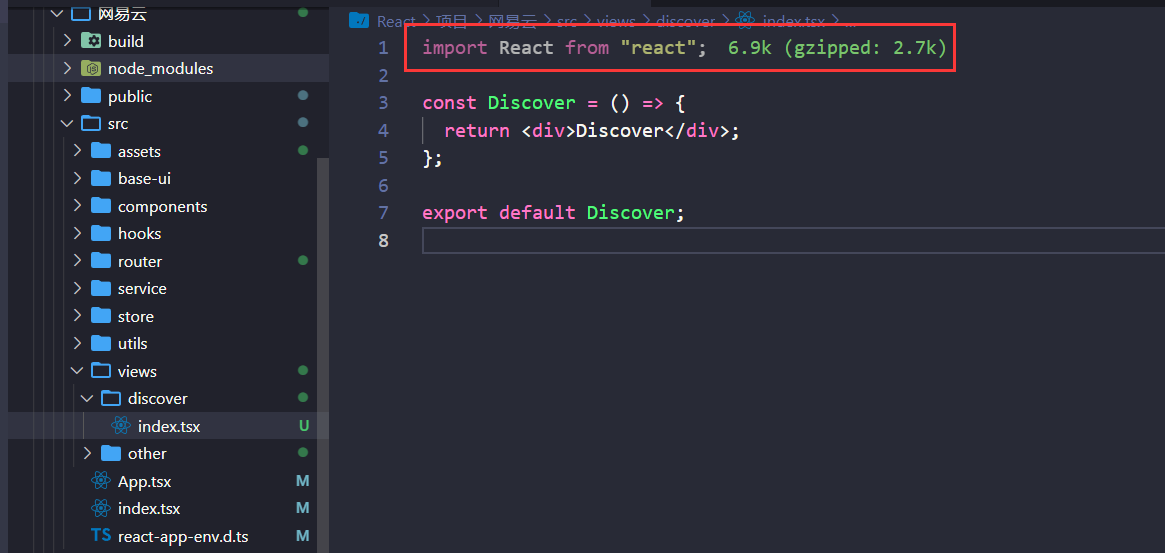 网易云
build
node_modules
public
src
assets
base-ui
components
hooks
router
service
store
utils
views
discover
index.tsx U
other
App.tsx M
index.tsx M
TS react-app-env.d.ts M
React > 项目 > 网易云 > src > views > discover > index.tsx > ...
1 import React from "react"; 6.9k (gzipped: 2.7k)
2
3 const Discover = () => {
4 return <div>Discover</div>;
5 };
6
7 export default Discover;
8